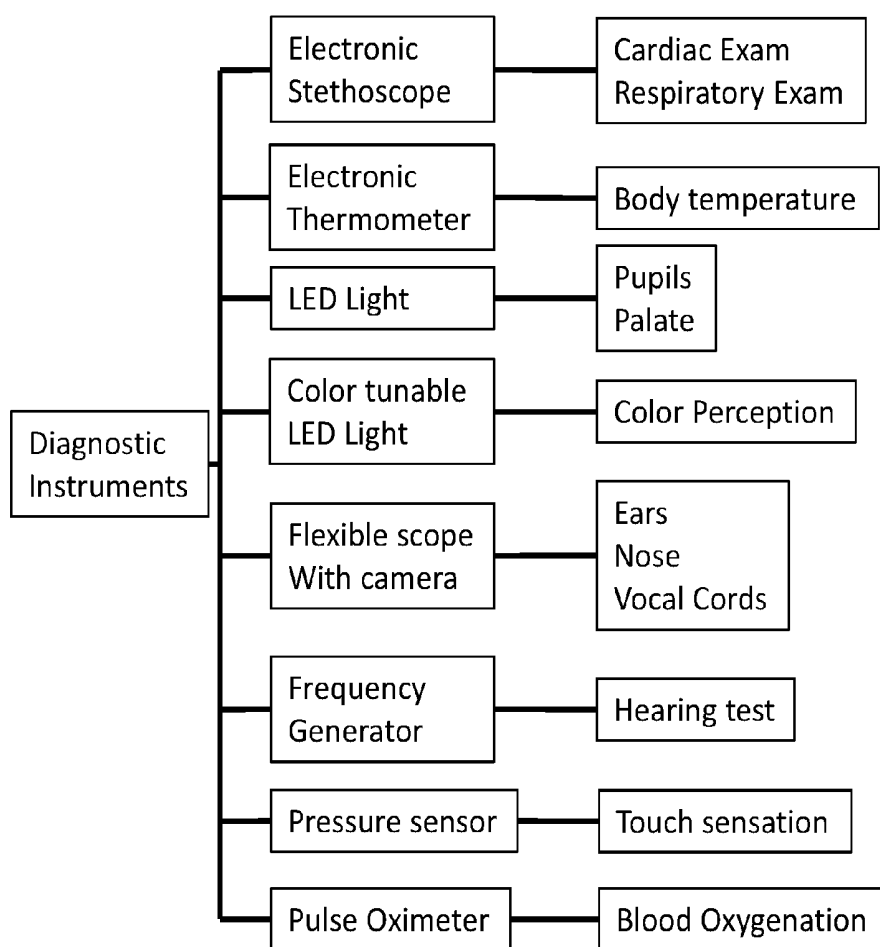 Diagnostic
Instruments
Electronic
Stethoscope
Cardiac Exam
Respiratory Exam
Electronic
Thermometer
Body temperature
LED Light
Pupils
Palate
Color tunable
LED Light
Color Perception
Flexible scope
With camera
Ears
Nose
Vocal Cords
Frequency
Generator
Hearing test
Pressure sensor
Touch sensation
Pulse Oximeter
Blood Oxygenation